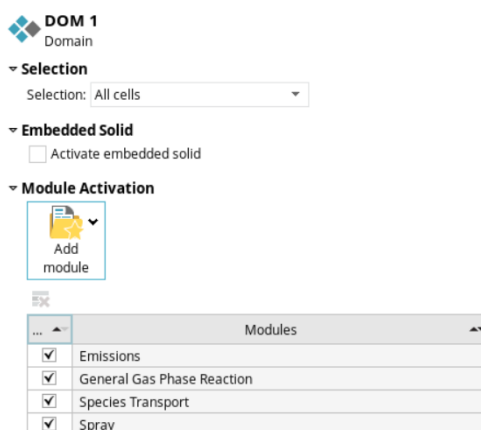 DOM 1
Domain
Selection
Selection: All cells
Embedded Solid
Activate embedded solid
Module Activation
Add
module
... Modules
Emissions
General Gas Phase Reaction
Species Transport
Spray